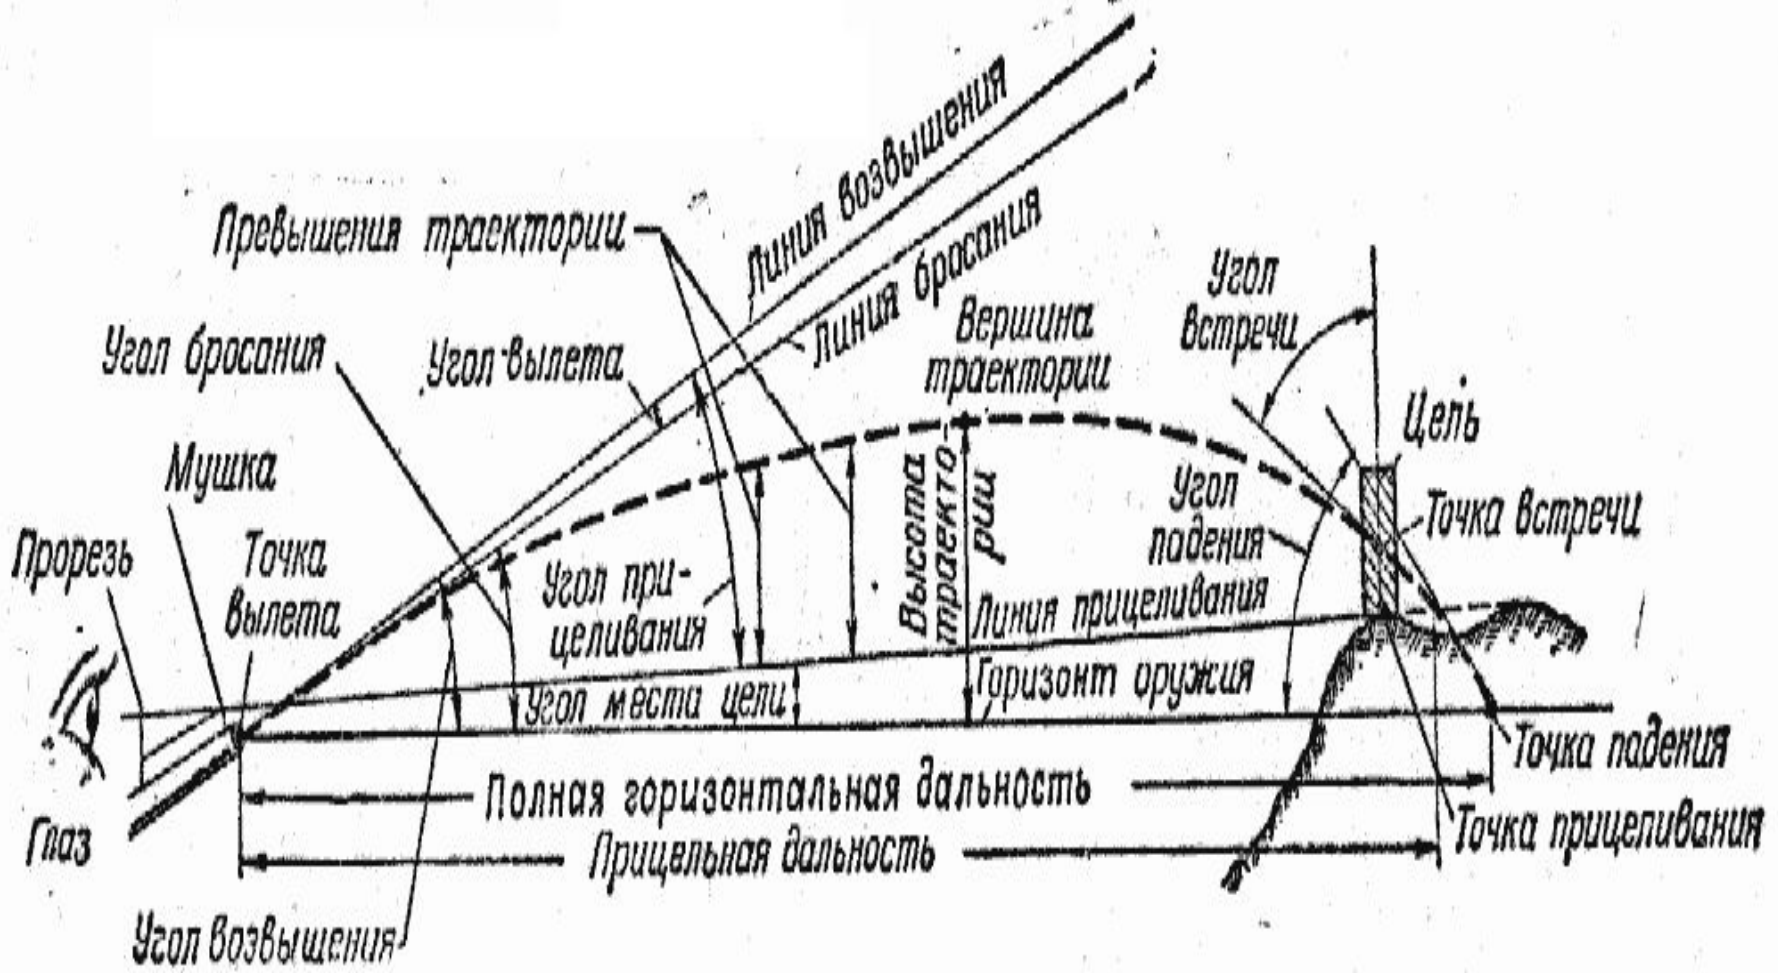 Линия возвышения
Линия бросания
Превышения траектории
Угол бросания
Угол вылета
Вершина
траектории
Угол
встречи
Цель
Мушка
Прорезь
Точка
вылета
Угол при-
целивания
Высота
траекто-
рии
Угол
падения
Точка встречи
Линия прицеливания
Угол места цели
Горизонт оружия
Глаз
Полная горизонтальная дальность
Точка падения
Прицельная дальность
Точка прицеливания
Угол возвышения